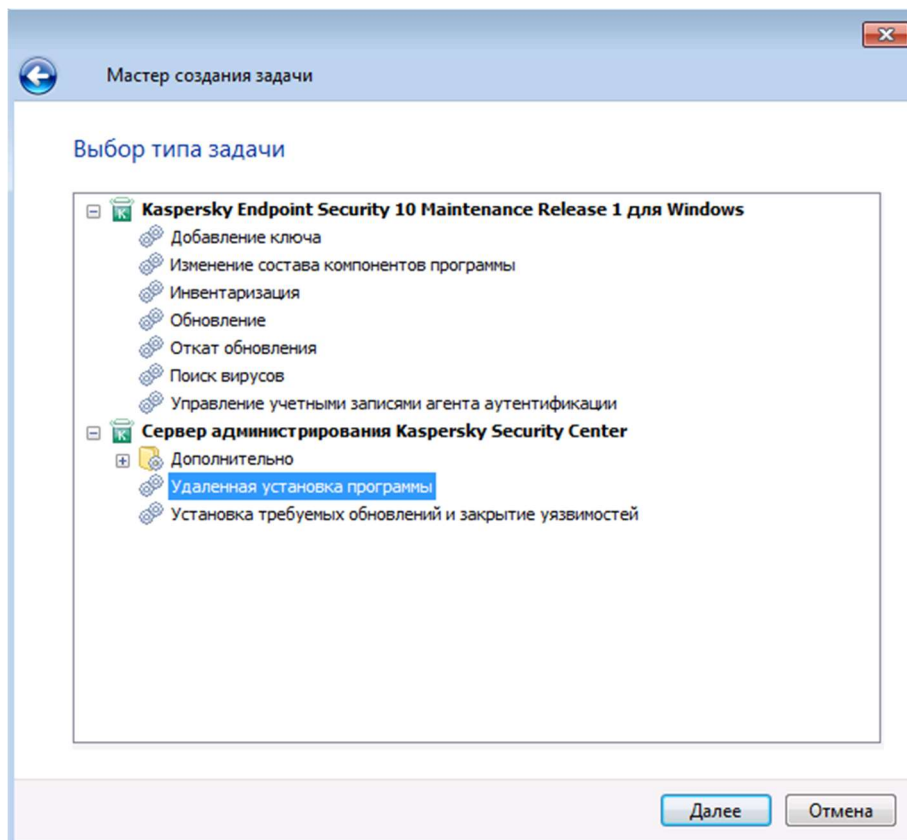 Мастер создания задачи
Выбор типа задачи
Kaspersky Endpoint Security 10 Maintenance Release 1 для Windows
Добавление ключа
Изменение состава компонентов программы
Инвентаризация
Обновление
Откат обновления
Поиск вирусов
Управление учетными записями агента аутентификации
Сервер администрирования Kaspersky Security Center
Дополнительно
Удаленная установка программы
Установка требуемых обновлений и закрытие уязвимостей
Далее Отмена